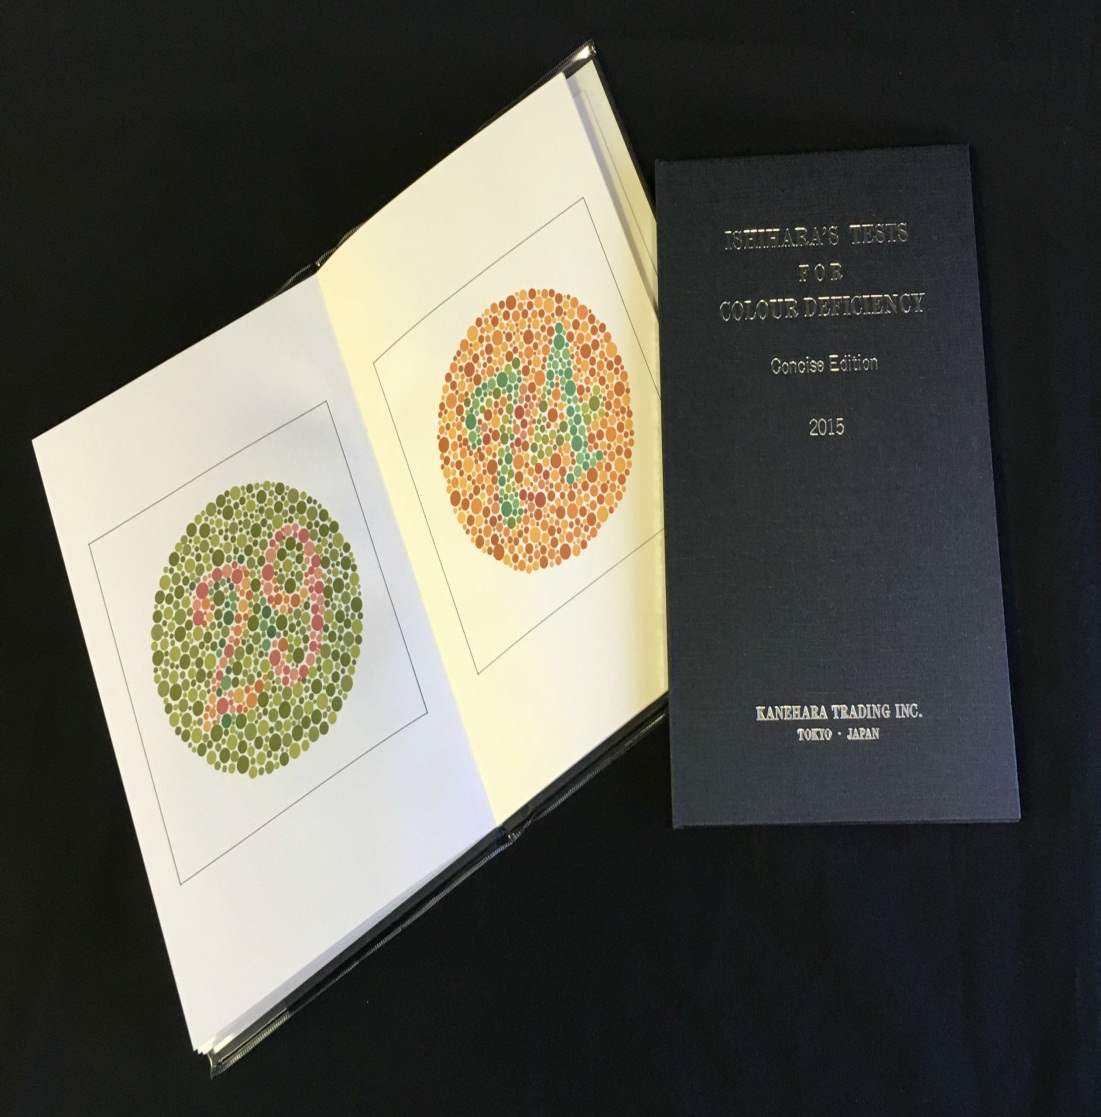 29
74
ISHIHARA'S TESTS
FOR
COLOUR DEFICIENCY
Concise Edition
2015
KANEHARA TRADING INC.
TOKYO · JAPAN